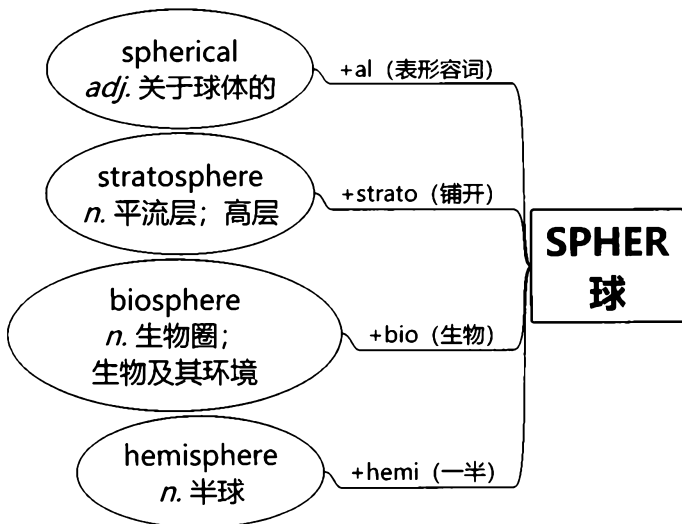 spherical
adj. 关于球体的
+al（表形容词）
stratosphere
n. 平流层；高层
+strato（铺开）
SPHER
球
biosphere
n. 生物圈；
生物及其环境
+bio（生物）
hemisphere
n. 半球
+hemi（一半）